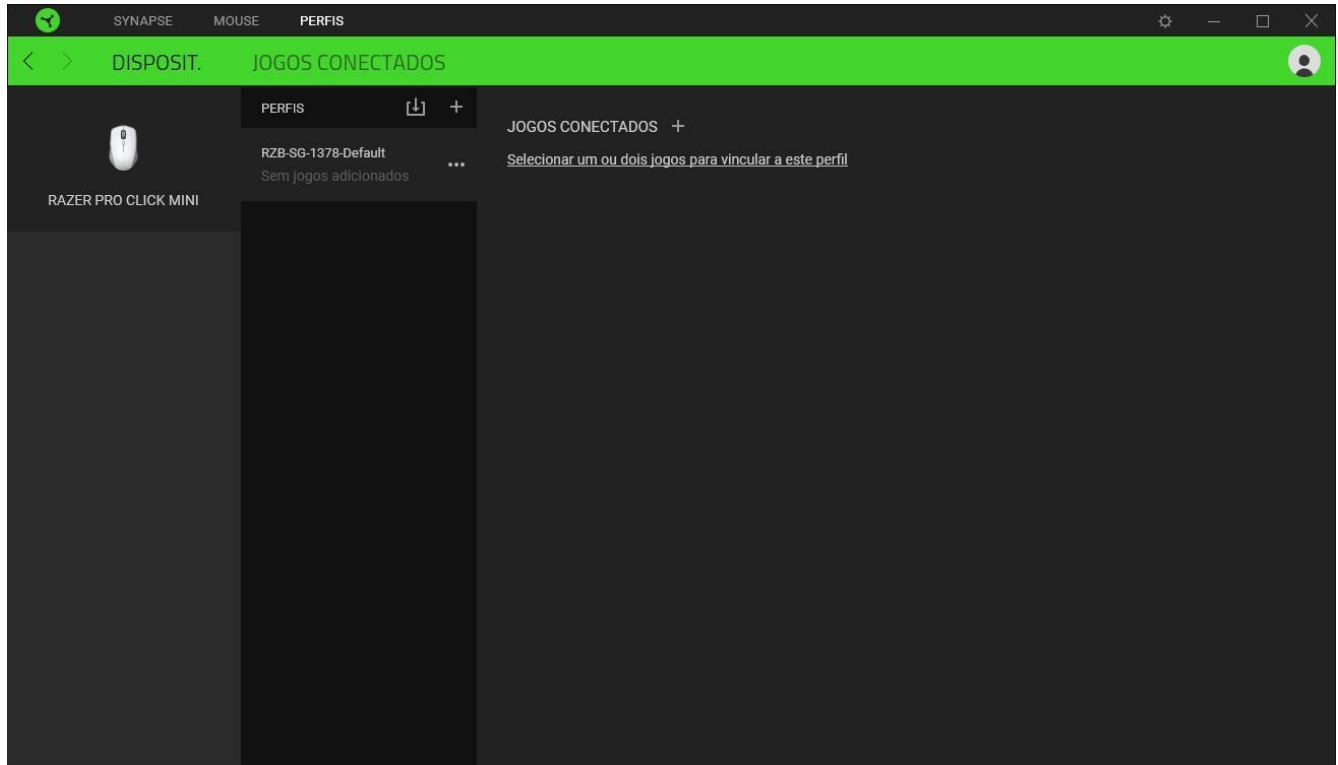 SYNAPSE MOUSE PERFIS
DISPOSIT. JOGOS CONECTADOS
RAZER PRO CLICK MINI
PERFIS
RZB-SG-1378-Default
Sem jogos adicionados
JOGOS CONECTADOS
Selecionar um ou dois jogos para vincular a este perfil